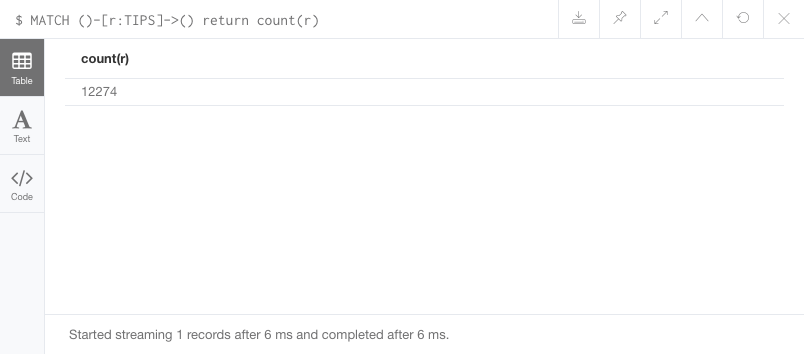 $ MATCH ()-[r:TIPS]->() return count(r)
count(r)
Table
12274
A
Text
</>
Code
Started streaming 1 records after 6 ms and completed after 6 ms.